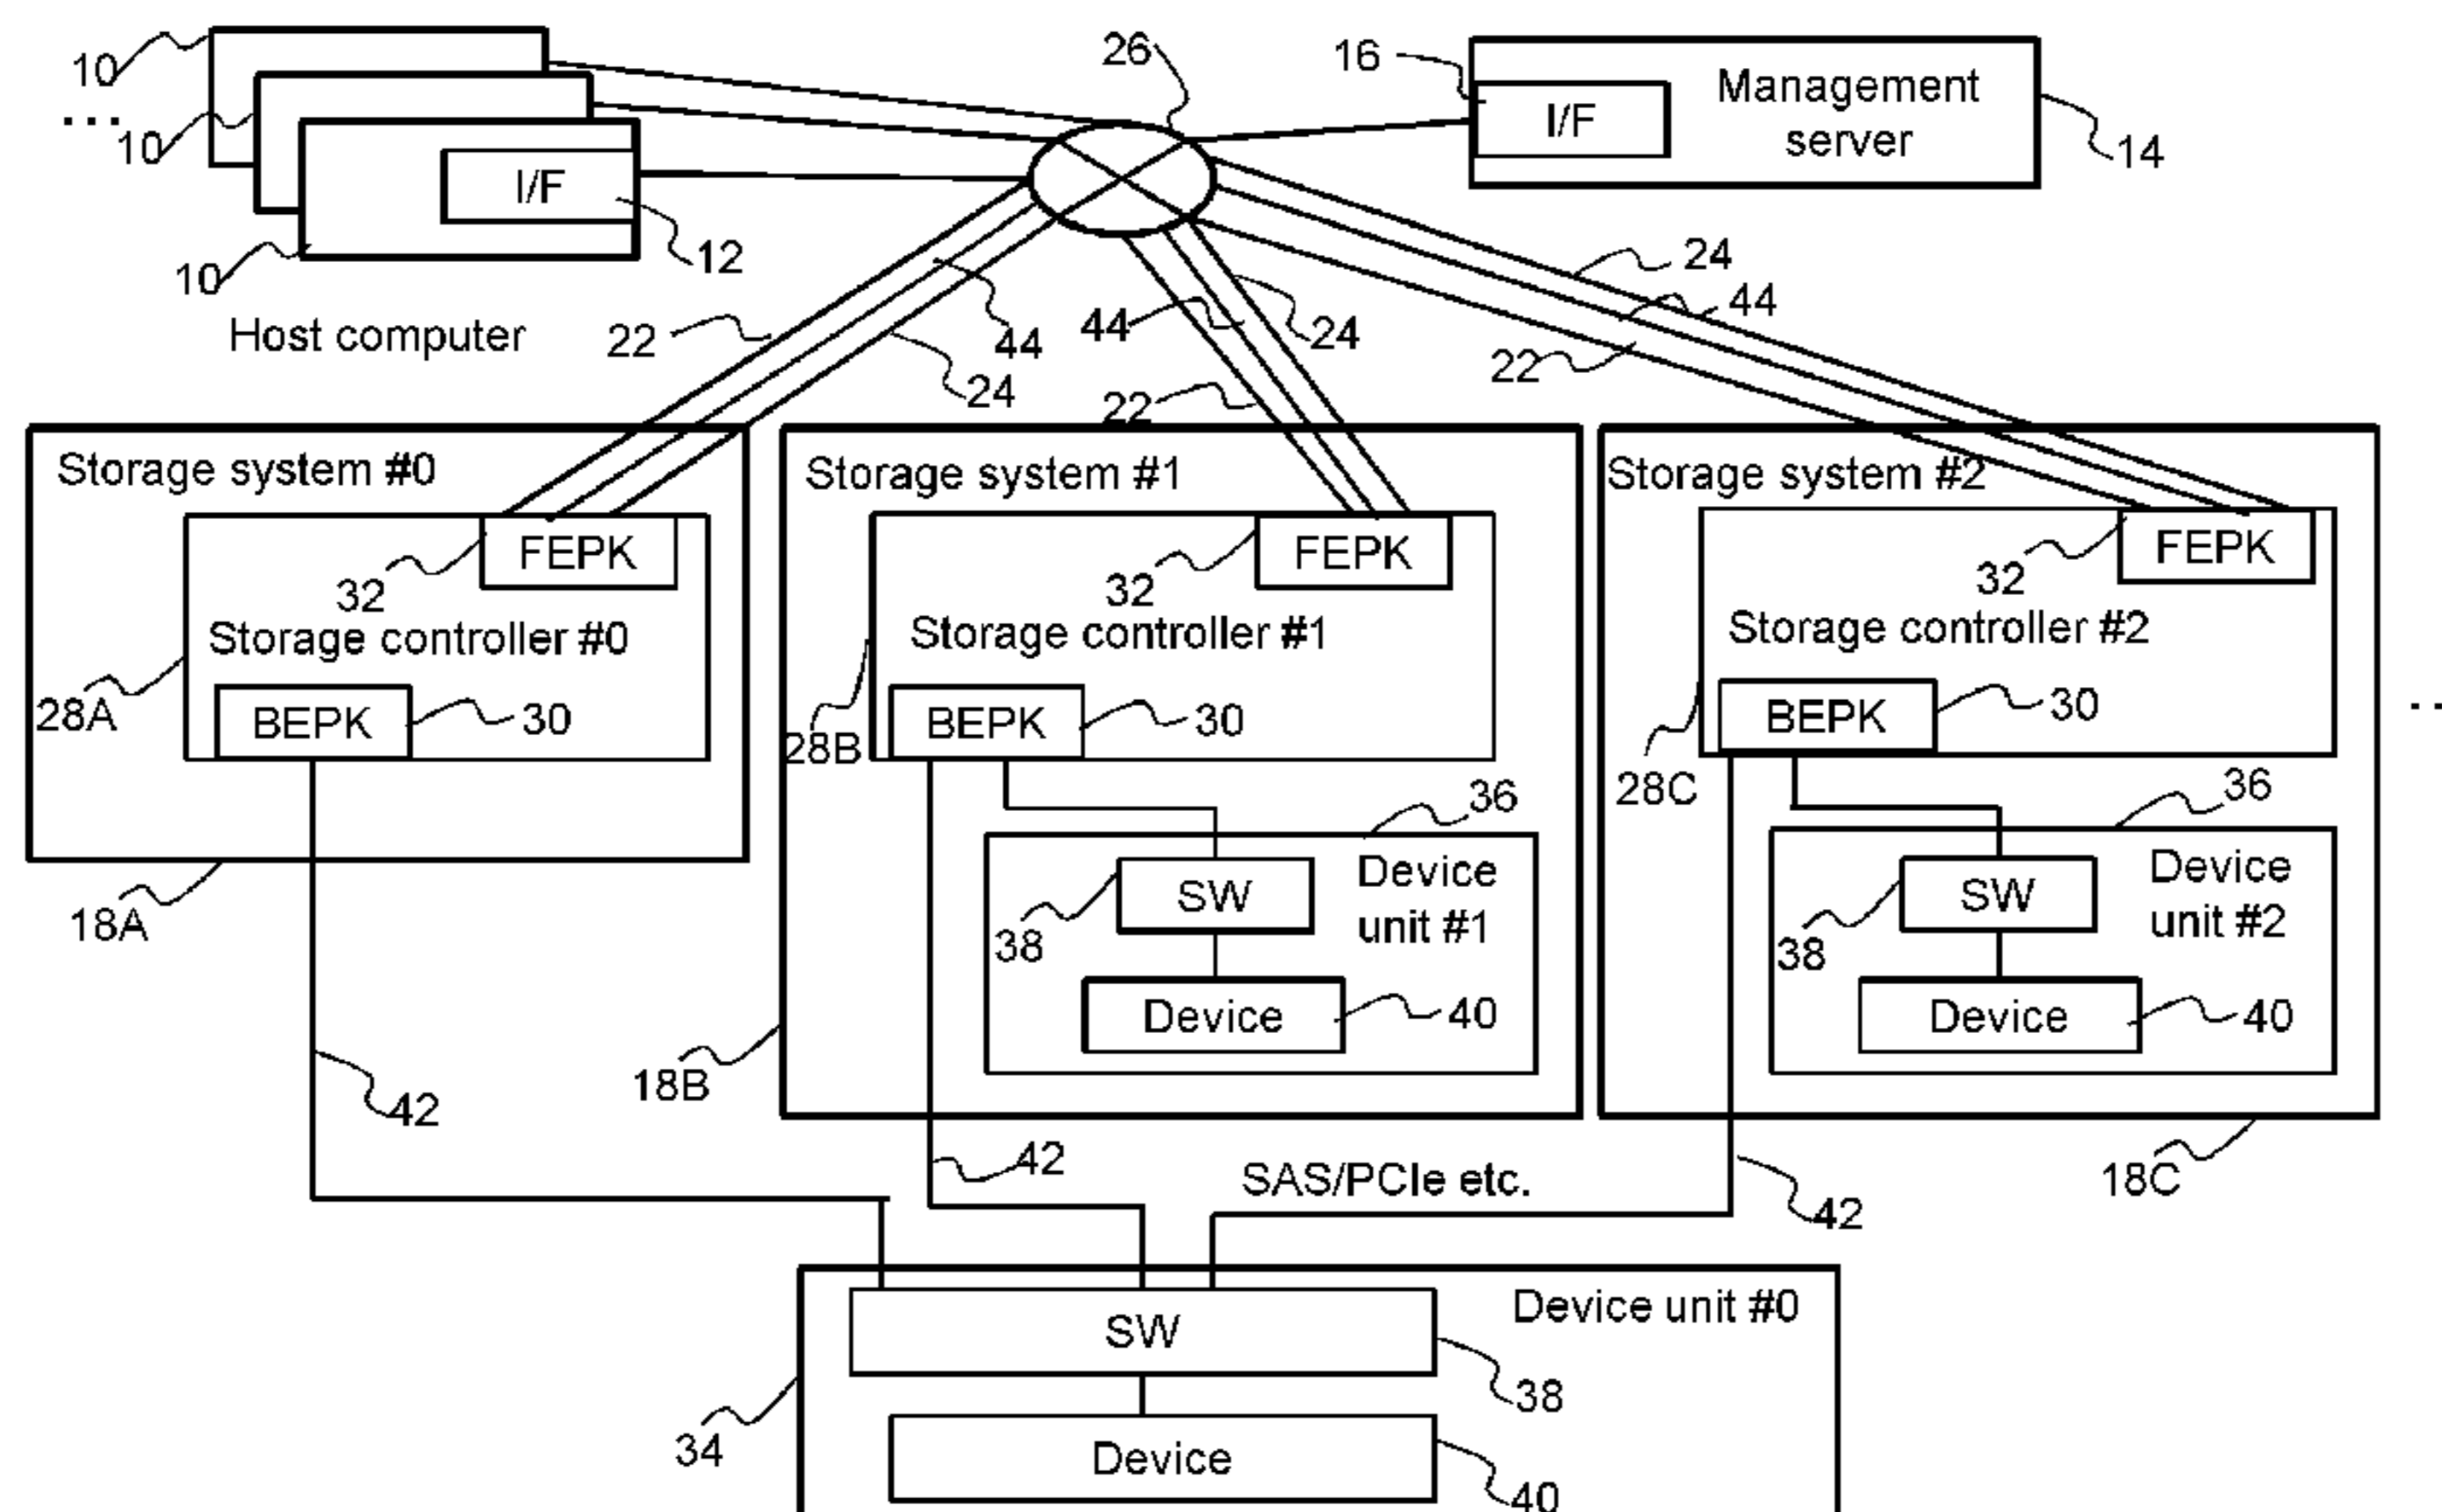 10
...
10
10
I/F
12
Host computer
26
16
I/F
Management
server
14
22
44
24
44
24
22
24
44
22
Storage system #0
FEPK
32
Storage controller #0
28A
BEPK
30
18A
42
Storage system #1
FEPK
32
Storage controller #1
28B
BEPK
30
36
SW
38
Device
unit #1
Device
40
18B
42
Storage system #2
FEPK
32
Storage controller #2
28C
BEPK
30
36
SW
38
Device
unit #2
Device
40
18C
42
..
SAS/PCIe etc.
Device unit #0
SW
38
34
Device
40